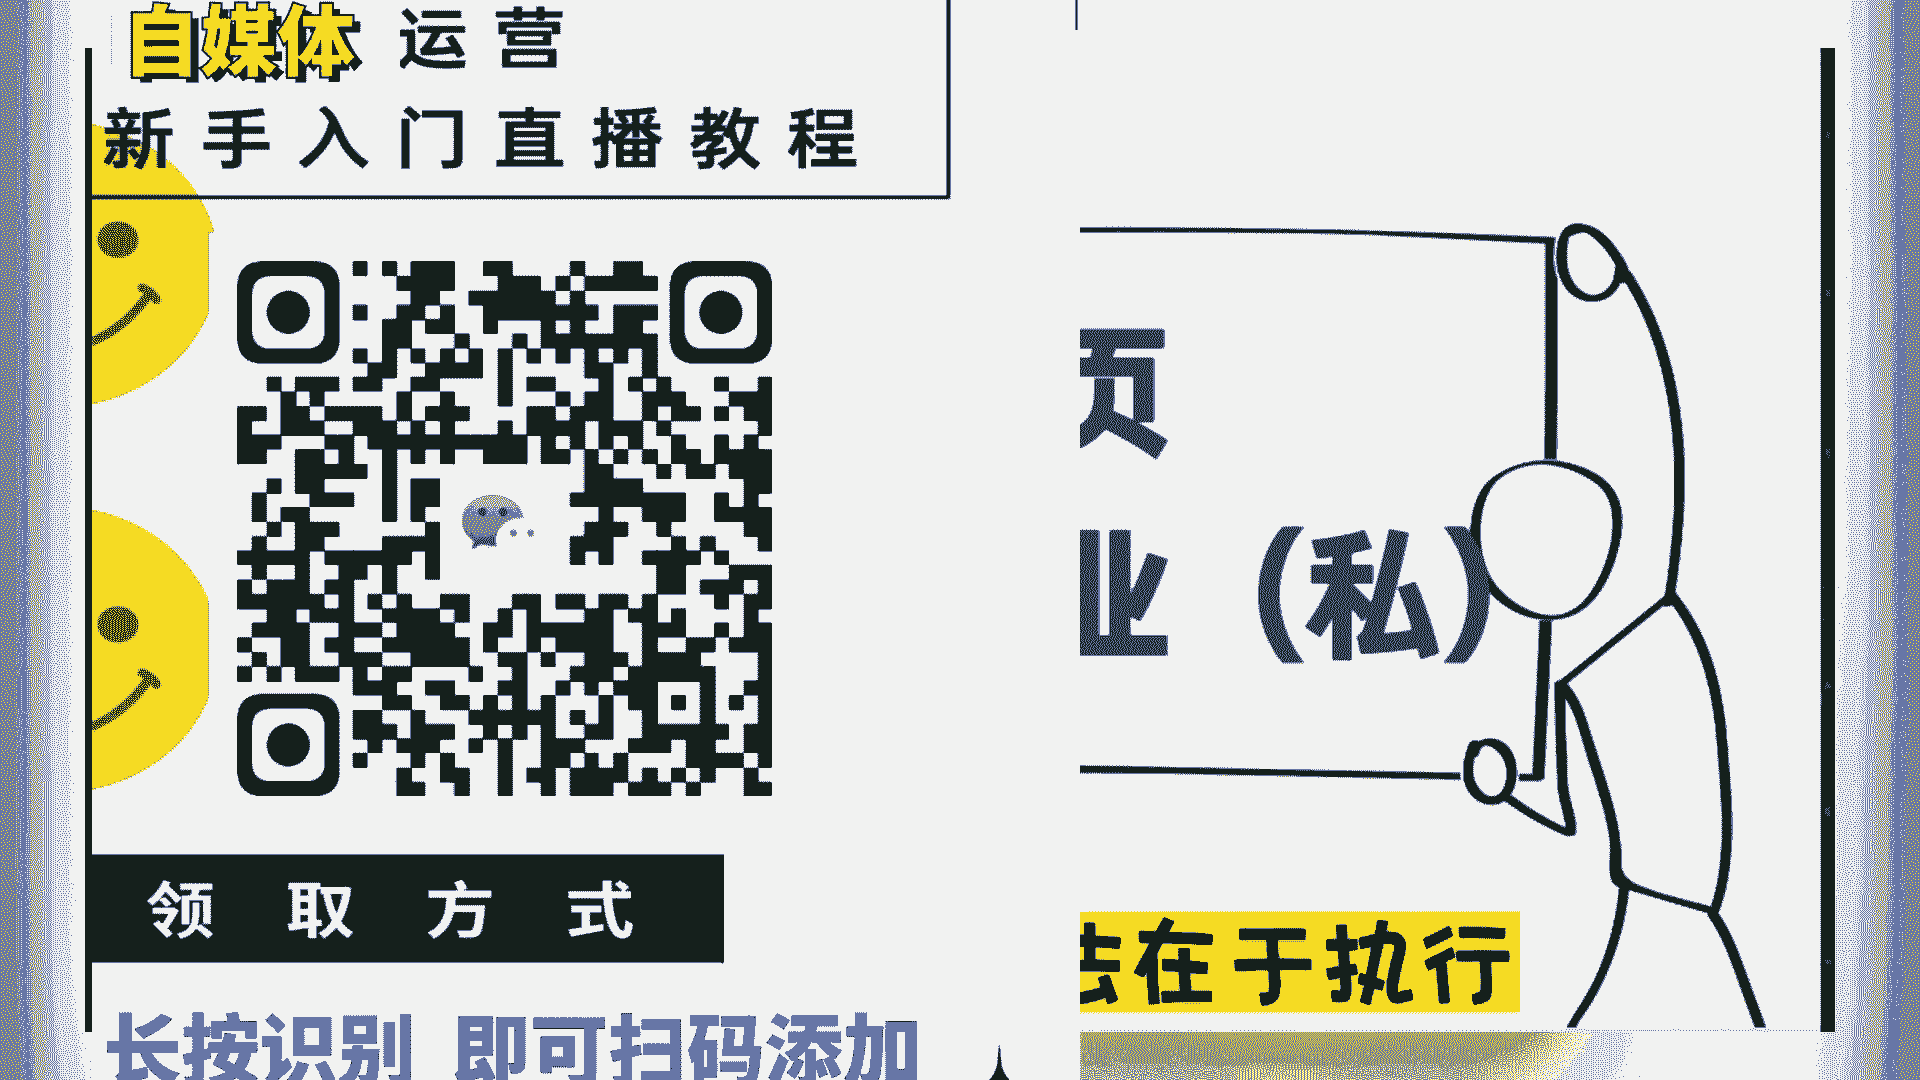 自媒体 运营
新手入门直播教程
领取方式
长按识别 即可扫码添加
页
业 (私)
法在于执行